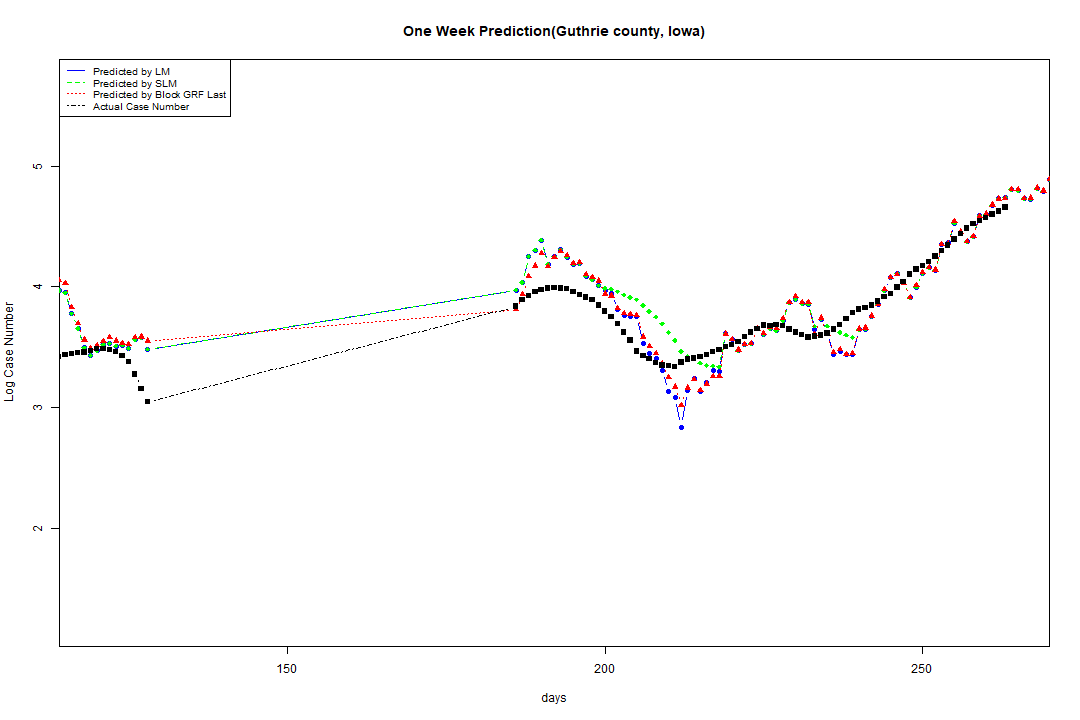 One Week Prediction(Guthrie county, Iowa)
Predicted by LM
Predicted by SLM
Predicted by Block GRF Last
Actual Case Number
5
4
3
2
Log Case Number
150
200
250
days